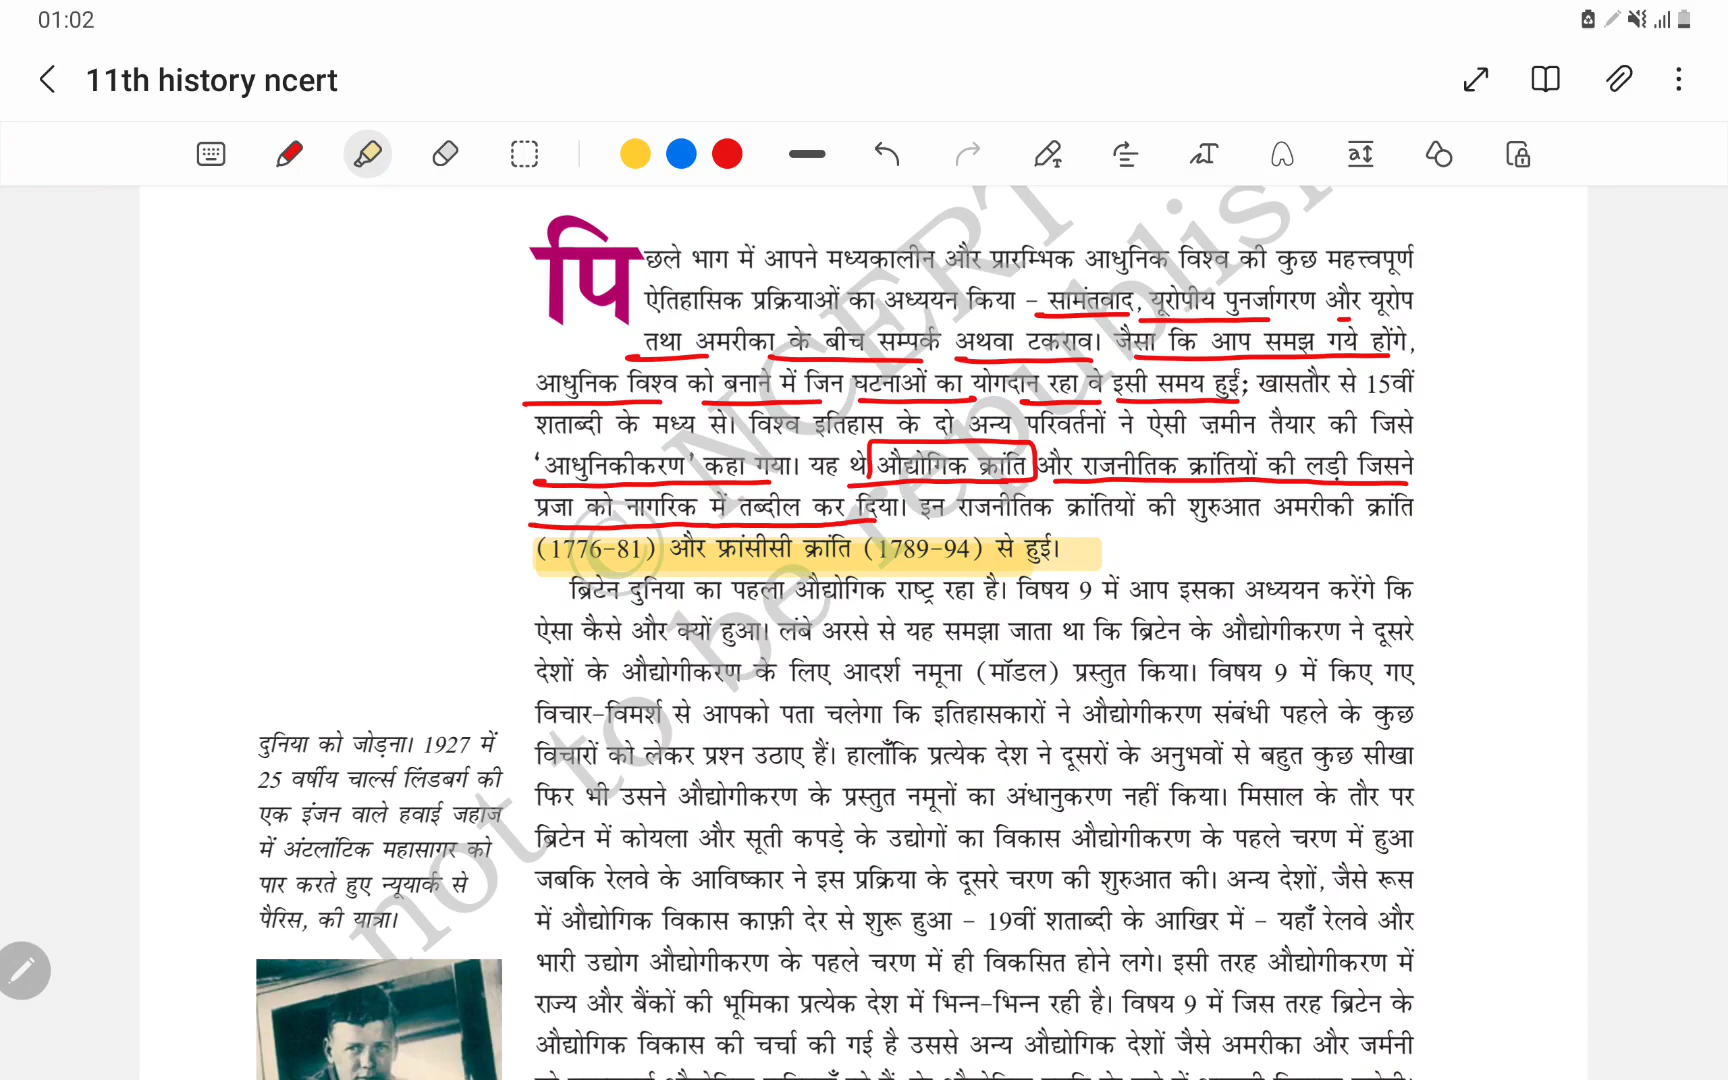 01:02
11th history ncert
पिछले भाग में आपने मध्यकालीन और प्रारम्भिक आधुनिक विश्व की कुछ महत्त्वपूर्ण
ऐतिहासिक प्रक्रियाओं का अध्ययन किया – सामंतवाद, यूरोपीय पुनर्जागरण और यूरोप
तथा अमरीका के बीच सम्पर्क अथवा टकराव। जैसा कि आप समझ गये होंगे,
आधुनिक विश्व को बनाने में जिन घटनाओं का योगदान रहा वे इसी समय हुईं; खासतौर से 15वीं
शताब्दी के मध्य से। विश्व इतिहास के दो अन्य परिवर्तनों ने ऐसी ज़मीन तैयार की जिसे
‘आधुनिकीकरण’ कहा गया। यह थे औद्योगिक क्रांति और राजनीतिक क्रांतियों की लड़ी जिसने
प्रजा को नागरिक में तब्दील कर दिया। इन राजनीतिक क्रांतियों की शुरुआत अमरीकी क्रांति
(1776-81) और फ्रांसीसी क्रांति (1789-94) से हुई।
ब्रिटेन दुनिया का पहला औद्योगिक राष्ट्र रहा है। विषय 9 में आप इसका अध्ययन करेंगे कि
ऐसा कैसे और क्यों हुआ। लंबे अरसे से यह समझा जाता था कि ब्रिटेन के औद्योगीकरण ने दूसरे
देशों के औद्योगीकरण के लिए आदर्श नमूना (मॉडल) प्रस्तुत किया। विषय 9 में किए गए
विचार-विमर्श से आपको पता चलेगा कि इतिहासकारों ने औद्योगीकरण संबंधी पहले के कुछ
विचारों को लेकर प्रश्न उठाए हैं। हालाँकि प्रत्येक देश ने दूसरों के अनुभवों से बहुत कुछ सीखा
फिर भी उसने औद्योगीकरण के प्रस्तुत नमूनों का अंधानुकरण नहीं किया। मिसाल के तौर पर
ब्रिटेन में कोयला और सूती कपड़े के उद्योगों का विकास औद्योगीकरण के पहले चरण में हुआ
जबकि रेलवे के आविष्कार ने इस प्रक्रिया के दूसरे चरण की शुरुआत की। अन्य देशों, जैसे रूस
में औद्योगिक विकास काफ़ी देर से शुरू हुआ – 19वीं शताब्दी के आखिर में – यहाँ रेलवे और
भारी उद्योग औद्योगीकरण के पहले चरण में ही विकसित होने लगे। इसी तरह औद्योगीकरण में
राज्य और बैंकों की भूमिका प्रत्येक देश में भिन्न-भिन्न रही है। विषय 9 में जिस तरह ब्रिटेन के
औद्योगिक विकास की चर्चा की गई है उससे अन्य औद्योगिक देशों जैसे अमरीका और जर्मनी
दुनिया को जोड़ना। 1927 में
25 वर्षीय चार्ल्स लिंडबर्ग की
एक इंजन वाले हवाई जहाज
में अंटलांटिक महासागर को
पार करते हुए न्यूयार्क से
पैरिस, की यात्रा।
© NCERT
not to be republis